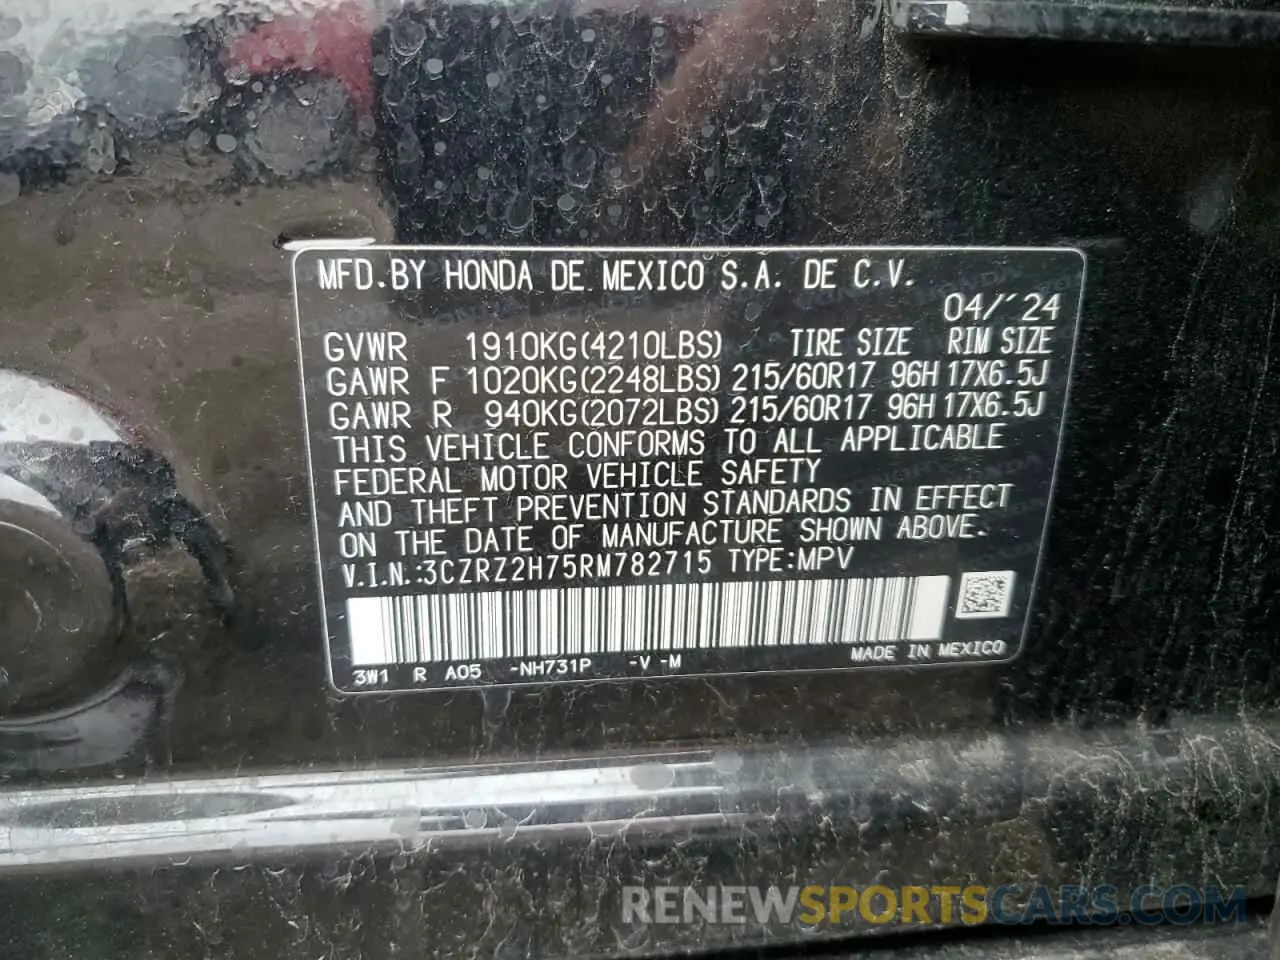 MFD.BY HONDA DE MEXICO S.A. DE C.V.
04/'24
GVWR 1910KG(4210LBS) TIRE SIZE RIM SIZE
GAWR F 1020KG(2248LBS) 215/60R17 96H 17X6.5J
GAWR R 940KG(2072LBS) 215/60R17 96H 17X6.5J
THIS VEHICLE CONFORMS TO ALL APPLICABLE
FEDERAL MOTOR VEHICLE SAFETY
AND THEFT PREVENTION STANDARDS IN EFFECT
ON THE DATE OF MANUFACTURE SHOWN ABOVE.
V.I.N.:3CZRZ2H75RM782715 TYPE:MPV
3W1 R A05 -NH731P -V -M MADE IN MEXICO
RENEWSPORTSCARS.COM